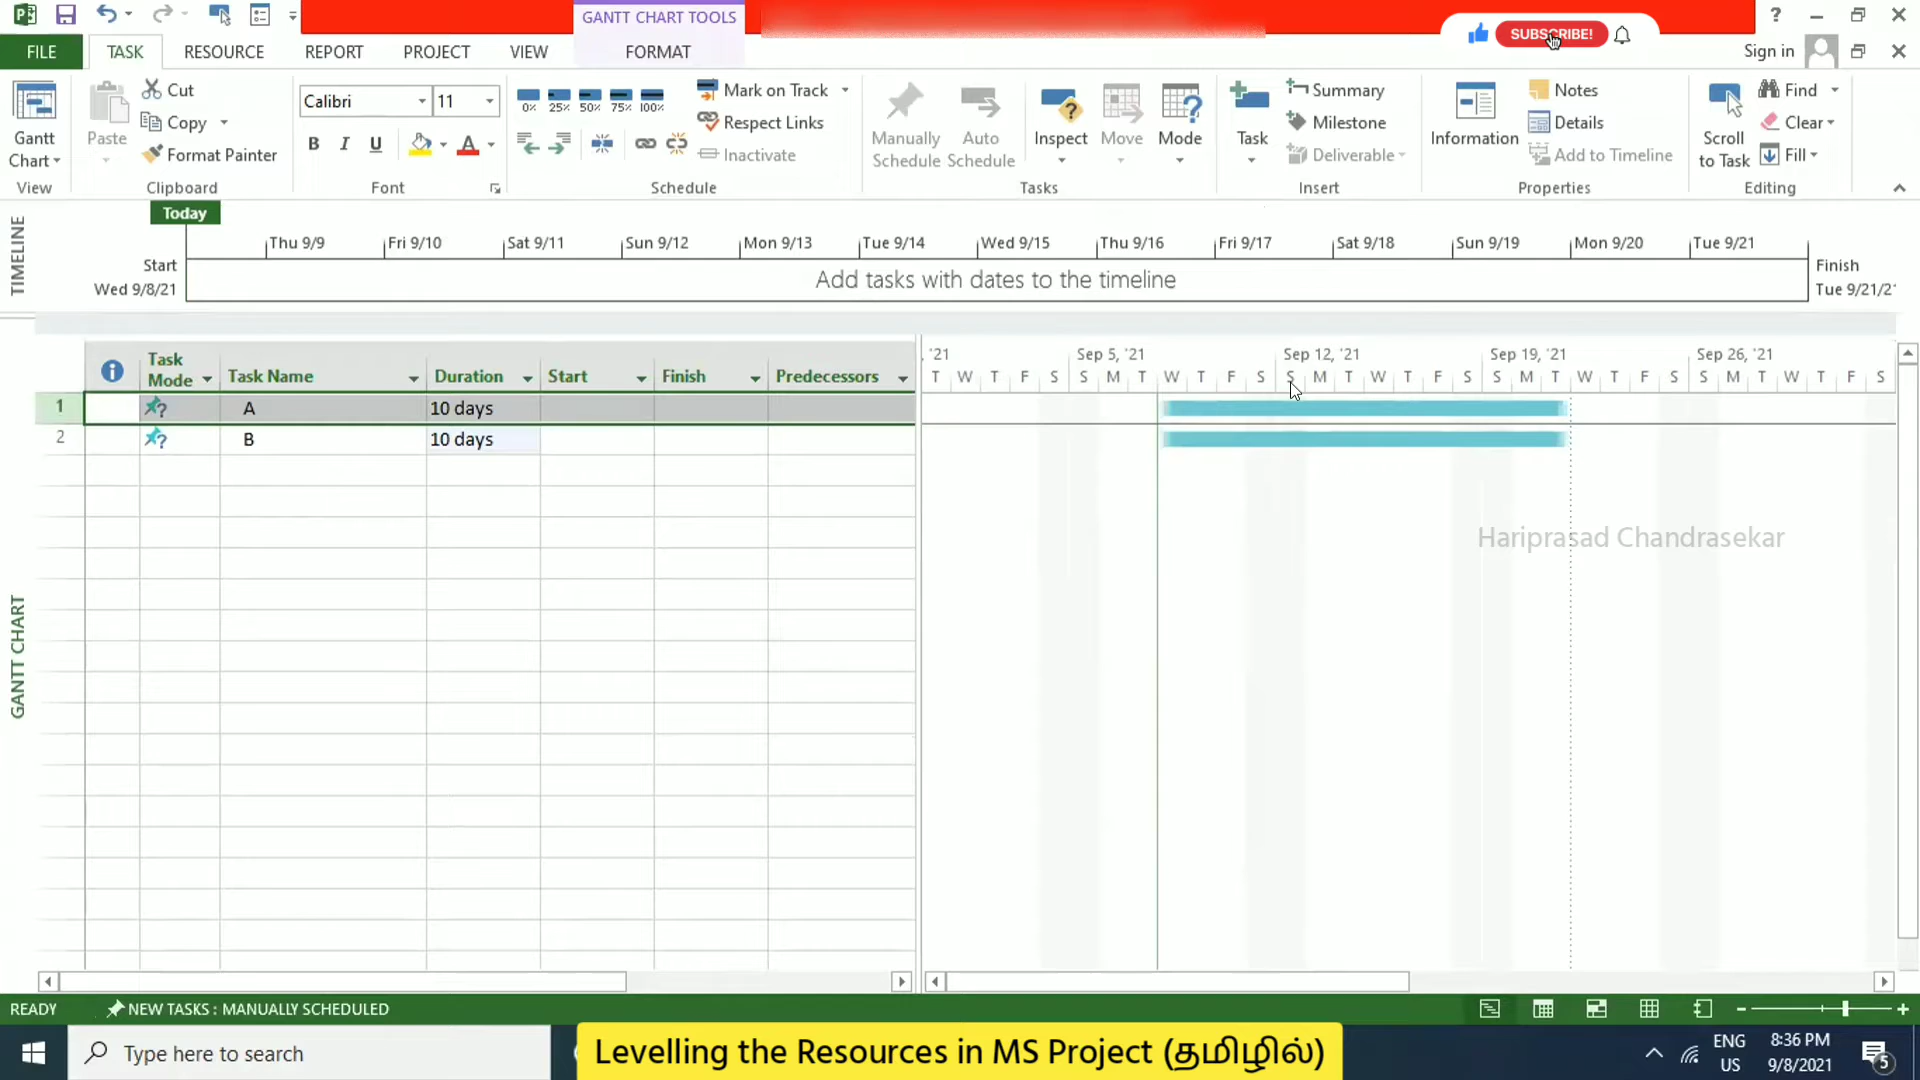 GANTT CHART TOOLS
SUBSCRIBE!
?
FILE TASK RESOURCE REPORT PROJECT VIEW FORMAT Sign in
Gantt Chart
View
Paste
Cut
Copy
Format Painter
Clipboard
Calibri 11
B I U A
Font
0% 25% 50% 75% 100%
Mark on Track
Respect Links
Inactivate
Schedule
Manually Schedule
Auto Schedule
Inspect
Move
Mode
Tasks
Task
Summary
Milestone
Deliverable
Insert
Information
Notes
Details
Add to Timeline
Properties
Scroll to Task
Find
Clear
Fill
Editing
TIMELINE
Today
Thu 9/9 Fri 9/10 Sat 9/11 Sun 9/12 Mon 9/13 Tue 9/14 Wed 9/15 Thu 9/16 Fri 9/17 Sat 9/18 Sun 9/19 Mon 9/20 Tue 9/21
Start
Wed 9/8/21
Add tasks with dates to the timeline
Finish
Tue 9/21/21
GANTT CHART
Task Mode Task Name Duration Start Finish Predecessors
1 A 10 days
2 B 10 days
'21 Sep 5, '21 Sep 12, '21 Sep 19, '21 Sep 26, '21
T W T F S S M T W T F S S M T W T F S S M T W T F S S M T W T F S
Hariprasad Chandrasekar
READY NEW TASKS : MANUALLY SCHEDULED
Type here to search
Levelling the Resources in MS Project (தமிழில்)
ENG
US
8:36 PM
9/8/2021
5